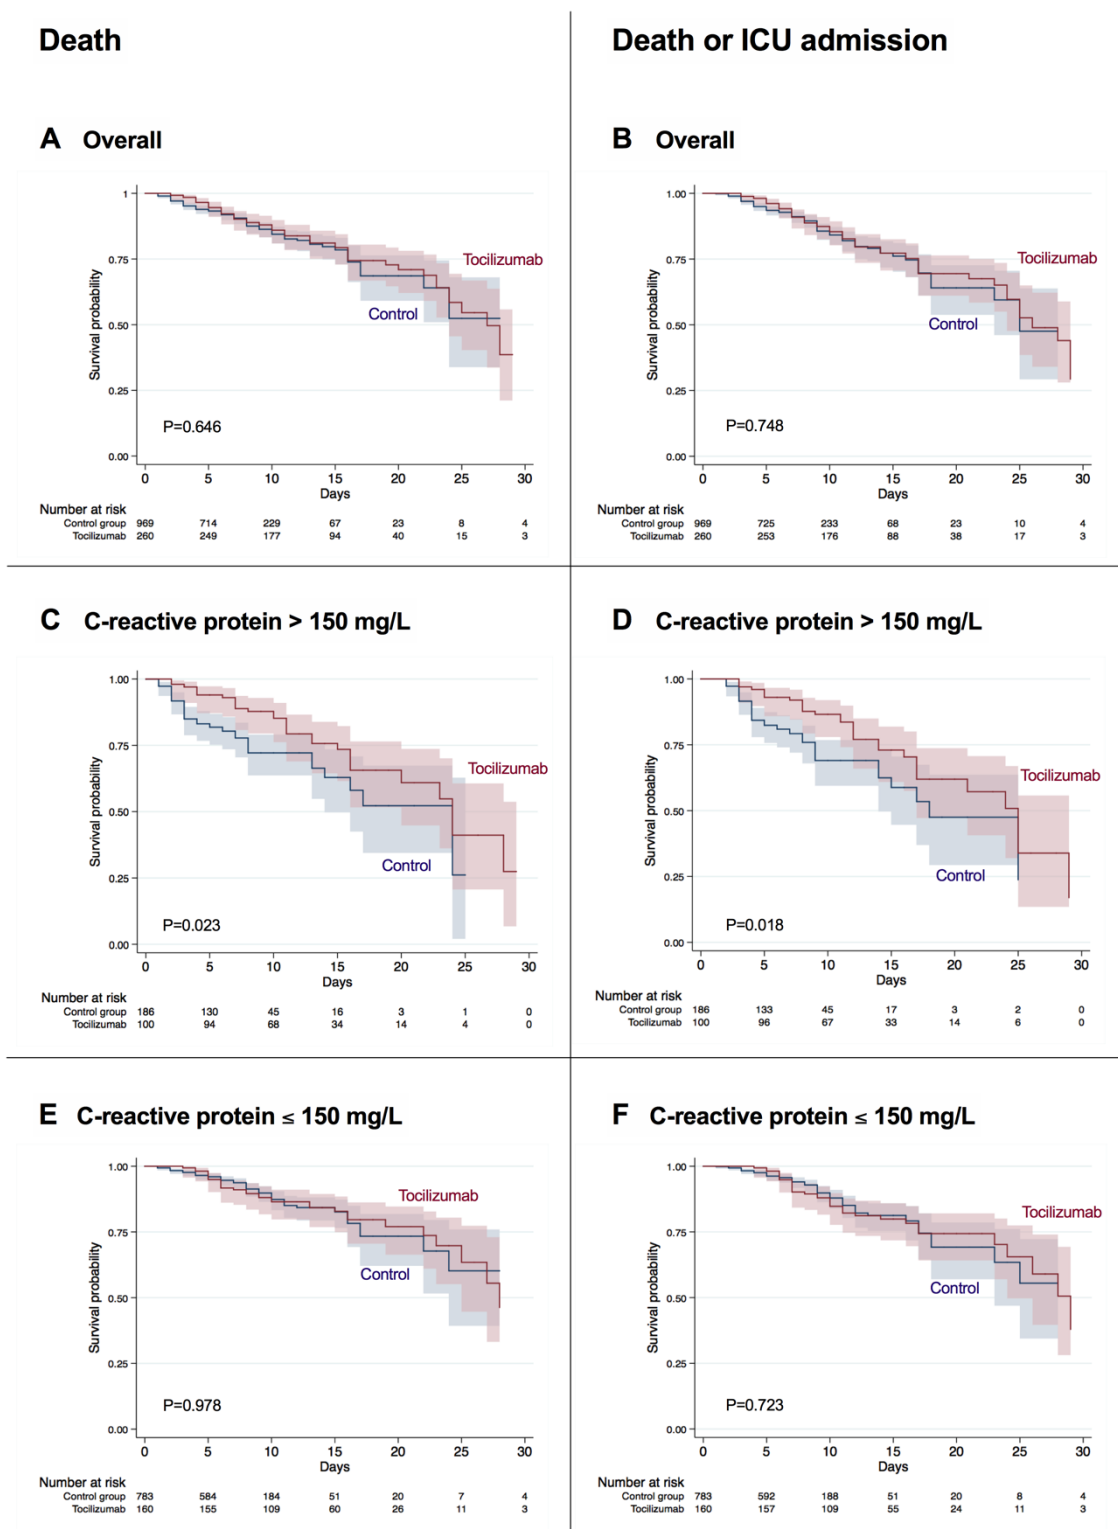 Death
Death or ICU admission
A Overall
1
0.75
0.50
0.25
0.00
Survival probability
Tocilizumab
Control
P=0.646
0 5 10 15 20 25 30
Days
Number at risk
Control group 969 714 229 67 23 8 4
Tocilizumab 260 249 177 94 40 15 3
B Overall
1.00
0.75
0.50
0.25
0.00
Survival probability
Tocilizumab
Control
P=0.748
0 5 10 15 20 25 30
Days
Number at risk
Control group 969 725 233 68 23 10 4
Tocilizumab 260 253 176 88 38 17 3
C C-reactive protein > 150 mg/L
1.00
0.75
0.50
0.25
0.00
Survival probability
Tocilizumab
Control
P=0.023
0 5 10 15 20 25 30
Days
Number at risk
Control group 186 130 45 16 3 1 0
Tocilizumab 100 94 68 34 14 4 0
D C-reactive protein > 150 mg/L
1.00
0.75
0.50
0.25
0.00
Survival probability
Tocilizumab
Control
P=0.018
0 5 10 15 20 25 30
Days
Number at risk
Control group 186 133 45 17 3 2 0
Tocilizumab 100 96 67 33 14 6 0
E C-reactive protein ≤ 150 mg/L
1.00
0.75
0.50
0.25
0.00
Survival probability
Tocilizumab
Control
P=0.978
0 5 10 15 20 25 30
Days
Number at risk
Control group 783 584 184 51 20 7 4
Tocilizumab 160 155 109 60 26 11 3
F C-reactive protein ≤ 150 mg/L
1.00
0.75
0.50
0.25
0.00
Survival probability
Tocilizumab
Control
P=0.723
0 5 10 15 20 25 30
Days
Number at risk
Control group 783 592 188 51 20 8 4
Tocilizumab 160 157 109 55 24 11 3